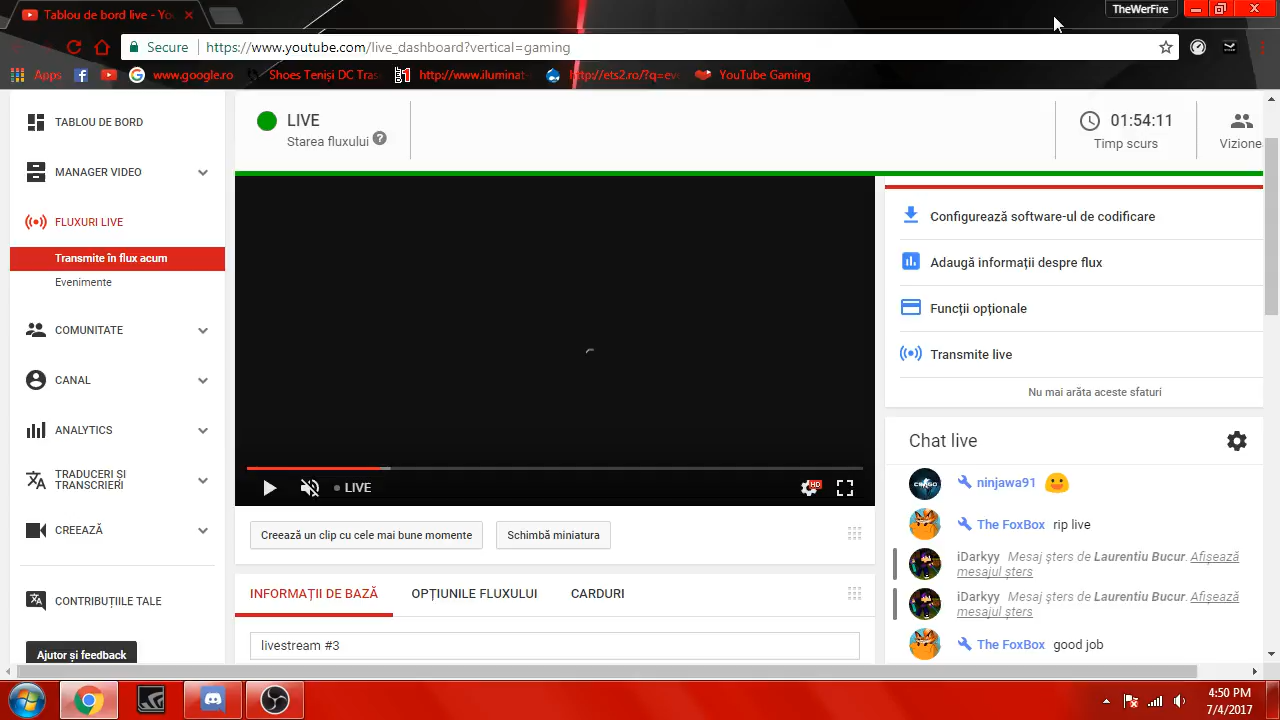 Tablou de bord live - Yo
TheWerFire
Secure
https://www.youtube.com/live_dashboard?vertical=gaming
Apps
www.google.ro
Shoes Teniși DC Tras
http://www.iluminat-
http://ets2.ro/?q=eve
YouTube Gaming
TABLOU DE BORD
MANAGER VIDEO
FLUXURI LIVE
Transmite în flux acum
Evenimente
COMUNITATE
CANAL
ANALYTICS
TRADUCERI ȘI
TRANSCRIERI
CREEAZĂ
CONTRIBUȚIILE TALE
Ajutor și feedback
LIVE
Starea fluxului
?
01:54:11
Timp scurs
Vizione
LIVE
HD
Creează un clip cu cele mai bune momente
Schimbă miniatura
INFORMAȚII DE BAZĂ
OPȚIUNILE FLUXULUI
CARDURI
livestream #3
Configurează software-ul de codificare
Adaugă informații despre flux
Funcții opționale
Transmite live
Nu mai arăta aceste sfaturi
Chat live
ninjawa91
The FoxBox rip live
iDarkyy Mesaj șters de Laurentiu Bucur. Afișează
mesajul șters
iDarkyy Mesaj șters de Laurentiu Bucur. Afișează
mesajul șters
The FoxBox good job
4:50 PM
7/4/2017